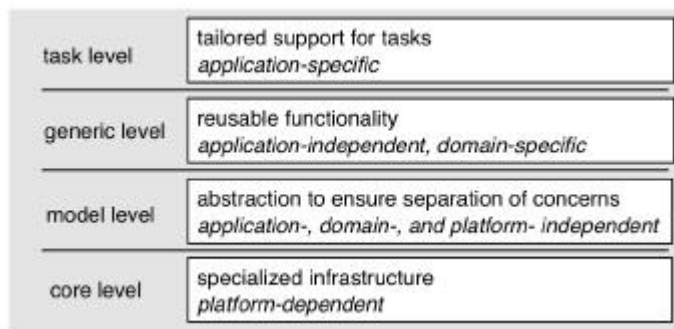 task level
tailored support for tasks
application-specific
generic level
reusable functionality
application-independent, domain-specific
model level
abstraction to ensure separation of concerns
application-, domain-, and platform- independent
core level
specialized infrastructure
platform-dependent